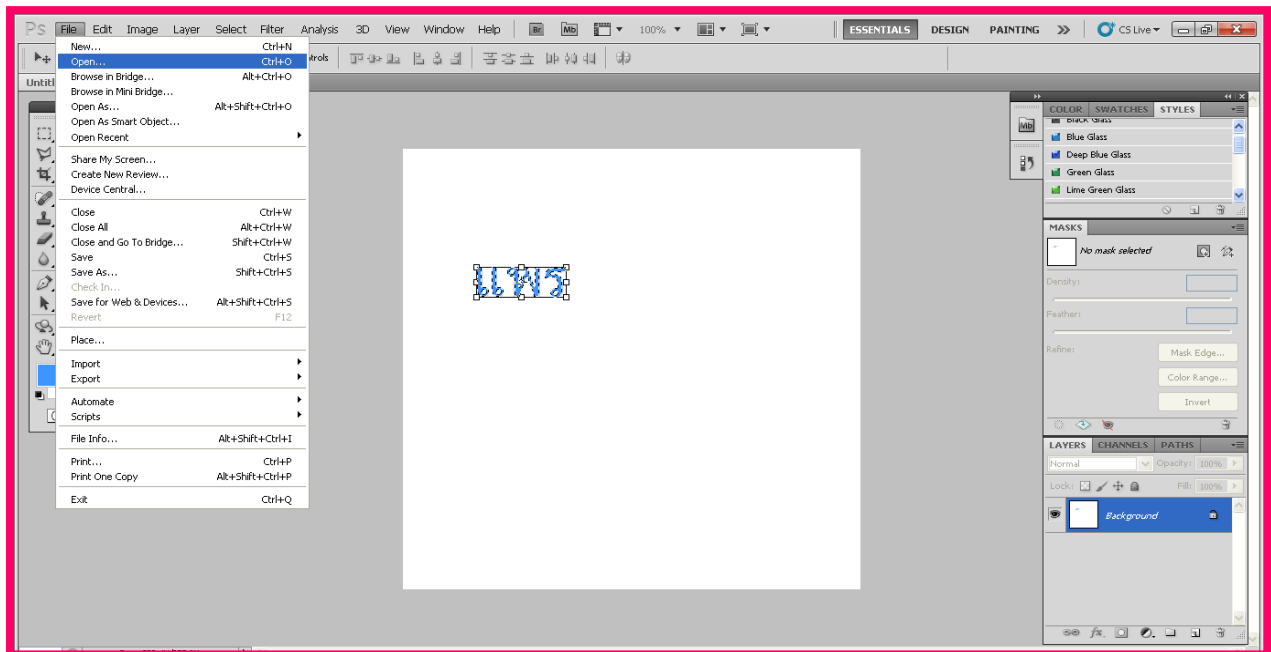 PS File Edit Image Layer Select Filter Analysis 3D View Window Help Br Mb 100% ESSENTIALS DESIGN PAINTING CS Live
New... Ctrl+N
Open... Ctrl+O
Browse in Bridge... Alt+Ctrl+O
Browse in Mini Bridge...
Open As... Alt+Shift+Ctrl+O
Open As Smart Object...
Open Recent
Share My Screen...
Create New Review...
Device Central...
Close Ctrl+W
Close All Alt+Ctrl+W
Close and Go To Bridge... Shift+Ctrl+W
Save Ctrl+S
Save As... Shift+Ctrl+S
Check In...
Save for Web & Devices... Alt+Shift+Ctrl+S
Revert F12
Place...
Import
Export
Automate
Scripts
File Info... Alt+Shift+Ctrl+I
Print... Ctrl+P
Print One Copy Alt+Shift+Ctrl+P
Exit Ctrl+Q
แพร
Mb
COLOR SWATCHES STYLES
Black Glass
Blue Glass
Deep Blue Glass
Green Glass
Lime Green Glass
MASKS
No mask selected
Density:
Feather:
Refine: Mask Edge...
Color Range...
Invert
LAYERS CHANNELS PATHS
Normal Opacity: 100%
Lock: Fill: 100%
Background